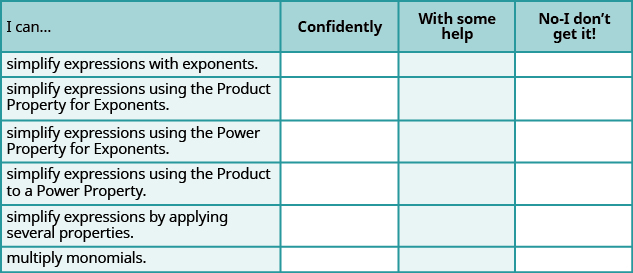 I can...
Confidently
With some
help
No-I don't
get it!
simplify expressions with exponents.
simplify expressions using the Product
Property for Exponents.
simplify expressions using the Power
Property for Exponents.
simplify expressions using the Product
to a Power Property.
simplify expressions by applying
several properties.
multiply monomials.